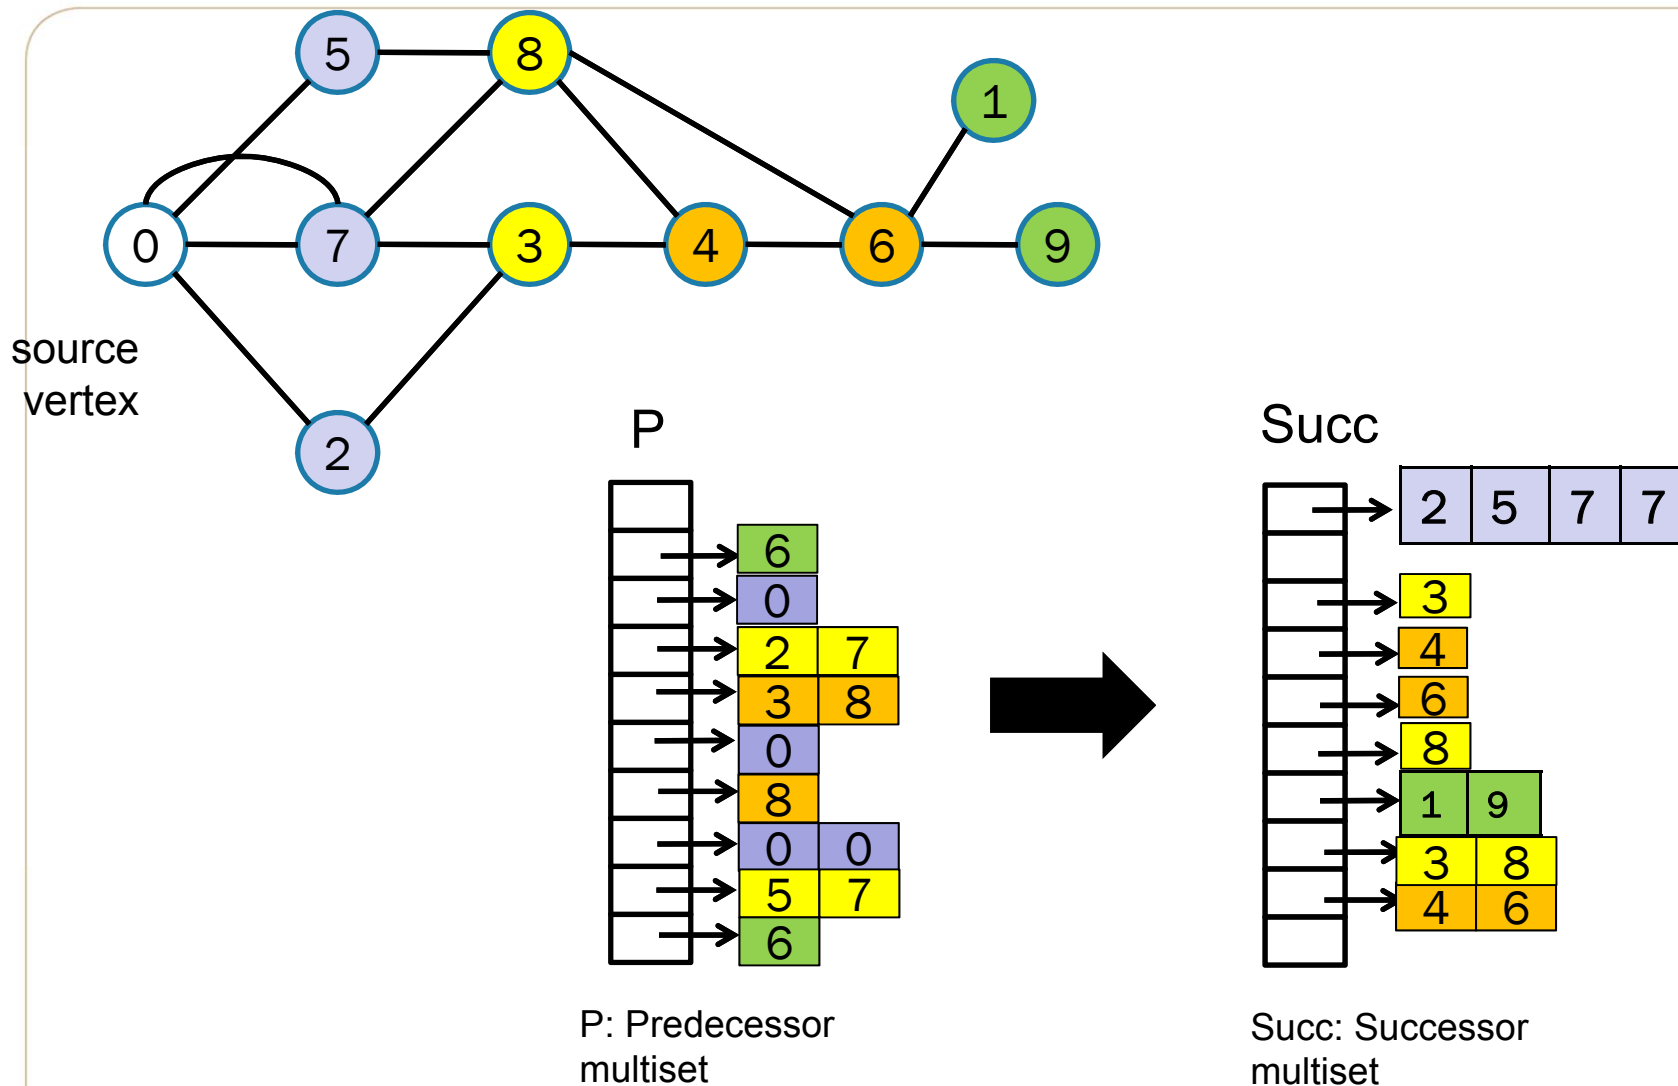 5 8
1
0 7 3 4 6 9
source
vertex
2
P
Succ
2 5 7 7
6
0
3
2 7
4
3 8
6
0
8
8
1 9
0 0
3 8
5 7
4 6
6
P: Predecessor
multiset
Succ: Successor
multiset